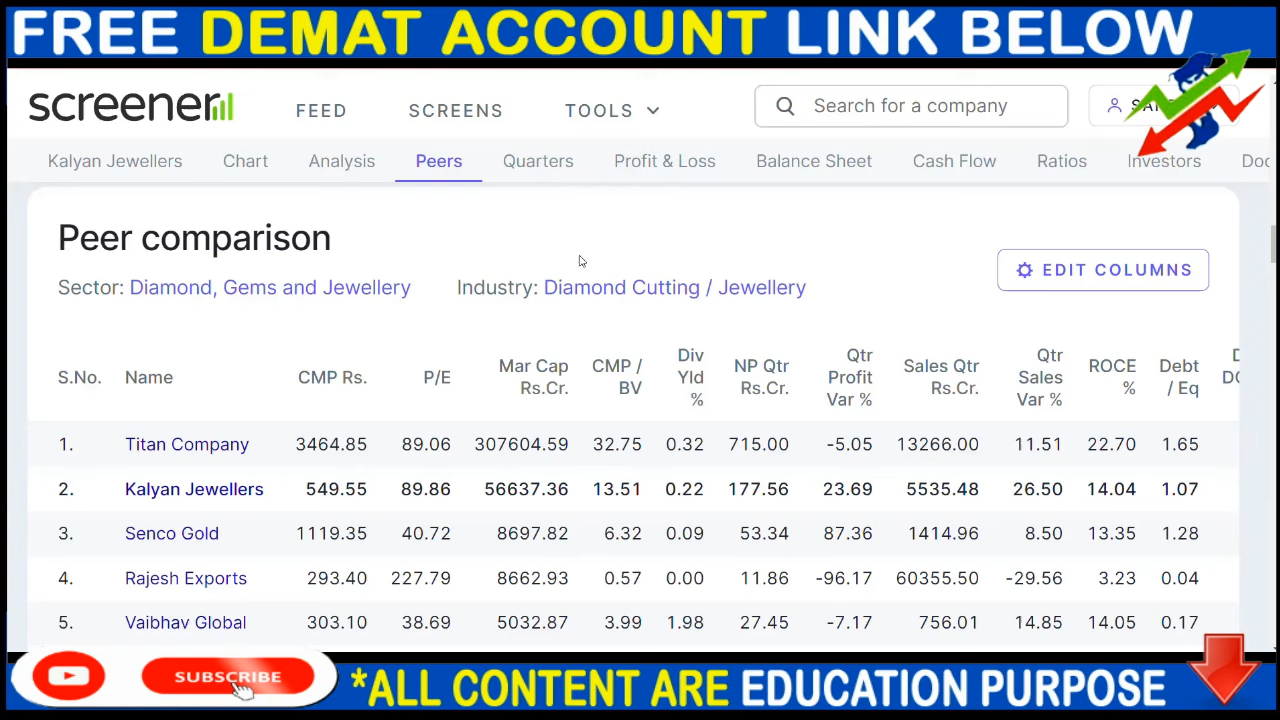 FREE DEMAT ACCOUNT LINK BELOW
screener FEED SCREENS TOOLS Search for a company
Kalyan Jewellers Chart Analysis Peers Quarters Profit & Loss Balance Sheet Cash Flow Ratios Investors
Peer comparison
Sector: Diamond, Gems and Jewellery Industry: Diamond Cutting / Jewellery EDIT COLUMNS
S.No. Name CMP Rs. P/E Mar Cap Rs.Cr. CMP / BV Div Yld % NP Qtr Rs.Cr. Qtr Profit Var % Sales Qtr Rs.Cr. Qtr Sales Var % ROCE % Debt / Eq
1. Titan Company 3464.85 89.06 307604.59 32.75 0.32 715.00 -5.05 13266.00 11.51 22.70 1.65
2. Kalyan Jewellers 549.55 89.86 56637.36 13.51 0.22 177.56 23.69 5535.48 26.50 14.04 1.07
3. Senco Gold 1119.35 40.72 8697.82 6.32 0.09 53.34 87.36 1414.96 8.50 13.35 1.28
4. Rajesh Exports 293.40 227.79 8662.93 0.57 0.00 11.86 -96.17 60355.50 -29.56 3.23 0.04
5. Vaibhav Global 303.10 38.69 5032.87 3.99 1.98 27.45 -7.17 756.01 14.85 14.05 0.17
SUBSCRIBE
*ALL CONTENT ARE EDUCATION PURPOSE